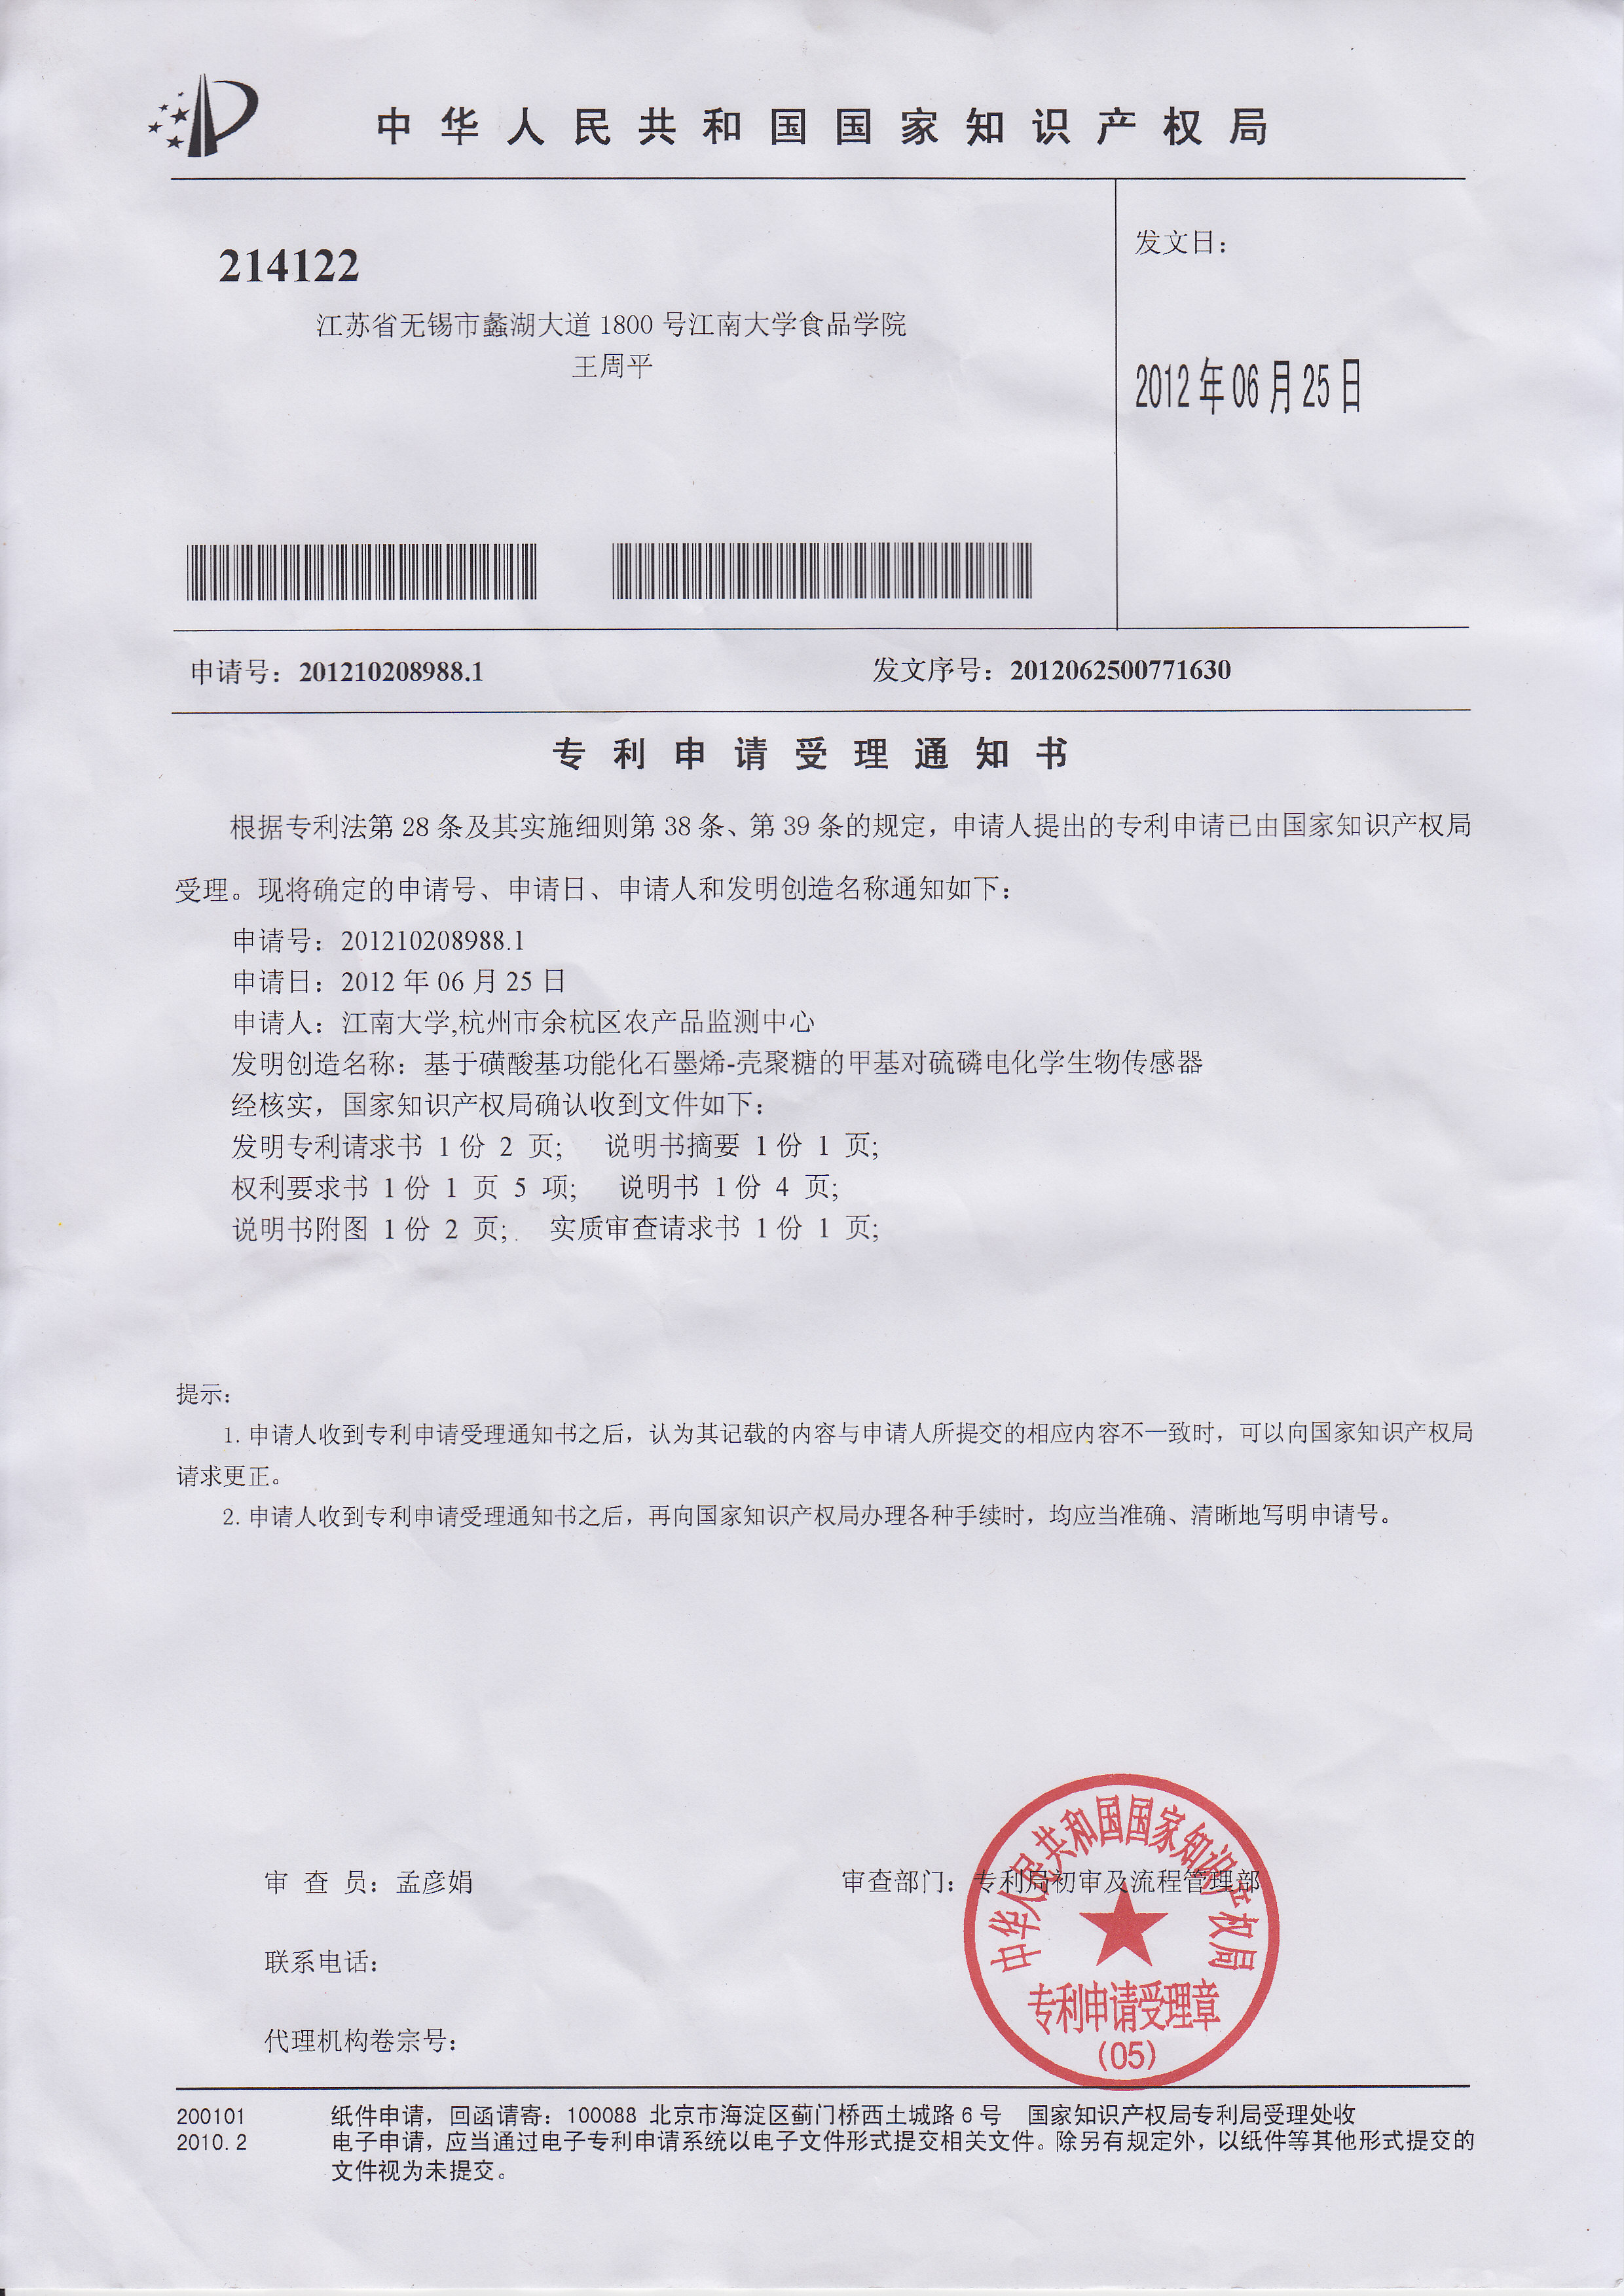 中华人民共和国国家知识产权局
214122
江苏省无锡市蠡湖大道 1800 号江南大学食品学院
王周平
发文日：
2012 年 06 月 25 日
申请号：201210208988.1 发文序号：2012062500771630
专利申请受理通知书
根据专利法第 28 条及其实施细则第 38 条、第 39 条的规定，申请人提出的专利申请已由国家知识产权局
受理。现将确定的申请号、申请日、申请人和发明创造名称通知如下：
申请号：201210208988.1
申请日：2012 年 06 月 25 日
申请人：江南大学,杭州市余杭区农产品监测中心
发明创造名称：基于磺酸基功能化石墨烯-壳聚糖的甲基对硫磷电化学生物传感器
经核实，国家知识产权局确认收到文件如下：
发明专利请求书 1 份 2 页; 说明书摘要 1 份 1 页;
权利要求书 1 份 1 页 5 项; 说明书 1 份 4 页;
说明书附图 1 份 2 页; 实质审查请求书 1 份 1 页;
提示：
1. 申请人收到专利申请受理通知书之后，认为其记载的内容与申请人所提交的相应内容不一致时，可以向国家知识产权局
请求更正。
2. 申请人收到专利申请受理通知书之后，再向国家知识产权局办理各种手续时，均应当准确、清晰地写明申请号。
审 查 员：孟彦娟 审查部门：专利局初审及流程管理部
联系电话：
代理机构卷宗号：
中华人民共和国国家知识产权局
专利申请受理章
(05)
200101 纸件申请，回函请寄：100088 北京市海淀区蓟门桥西土城路 6 号 国家知识产权局专利局受理处收
2010.2 电子申请，应当通过电子专利申请系统以电子文件形式提交相关文件。除另有规定外，以纸件等其他形式提交的
文件视为未提交。